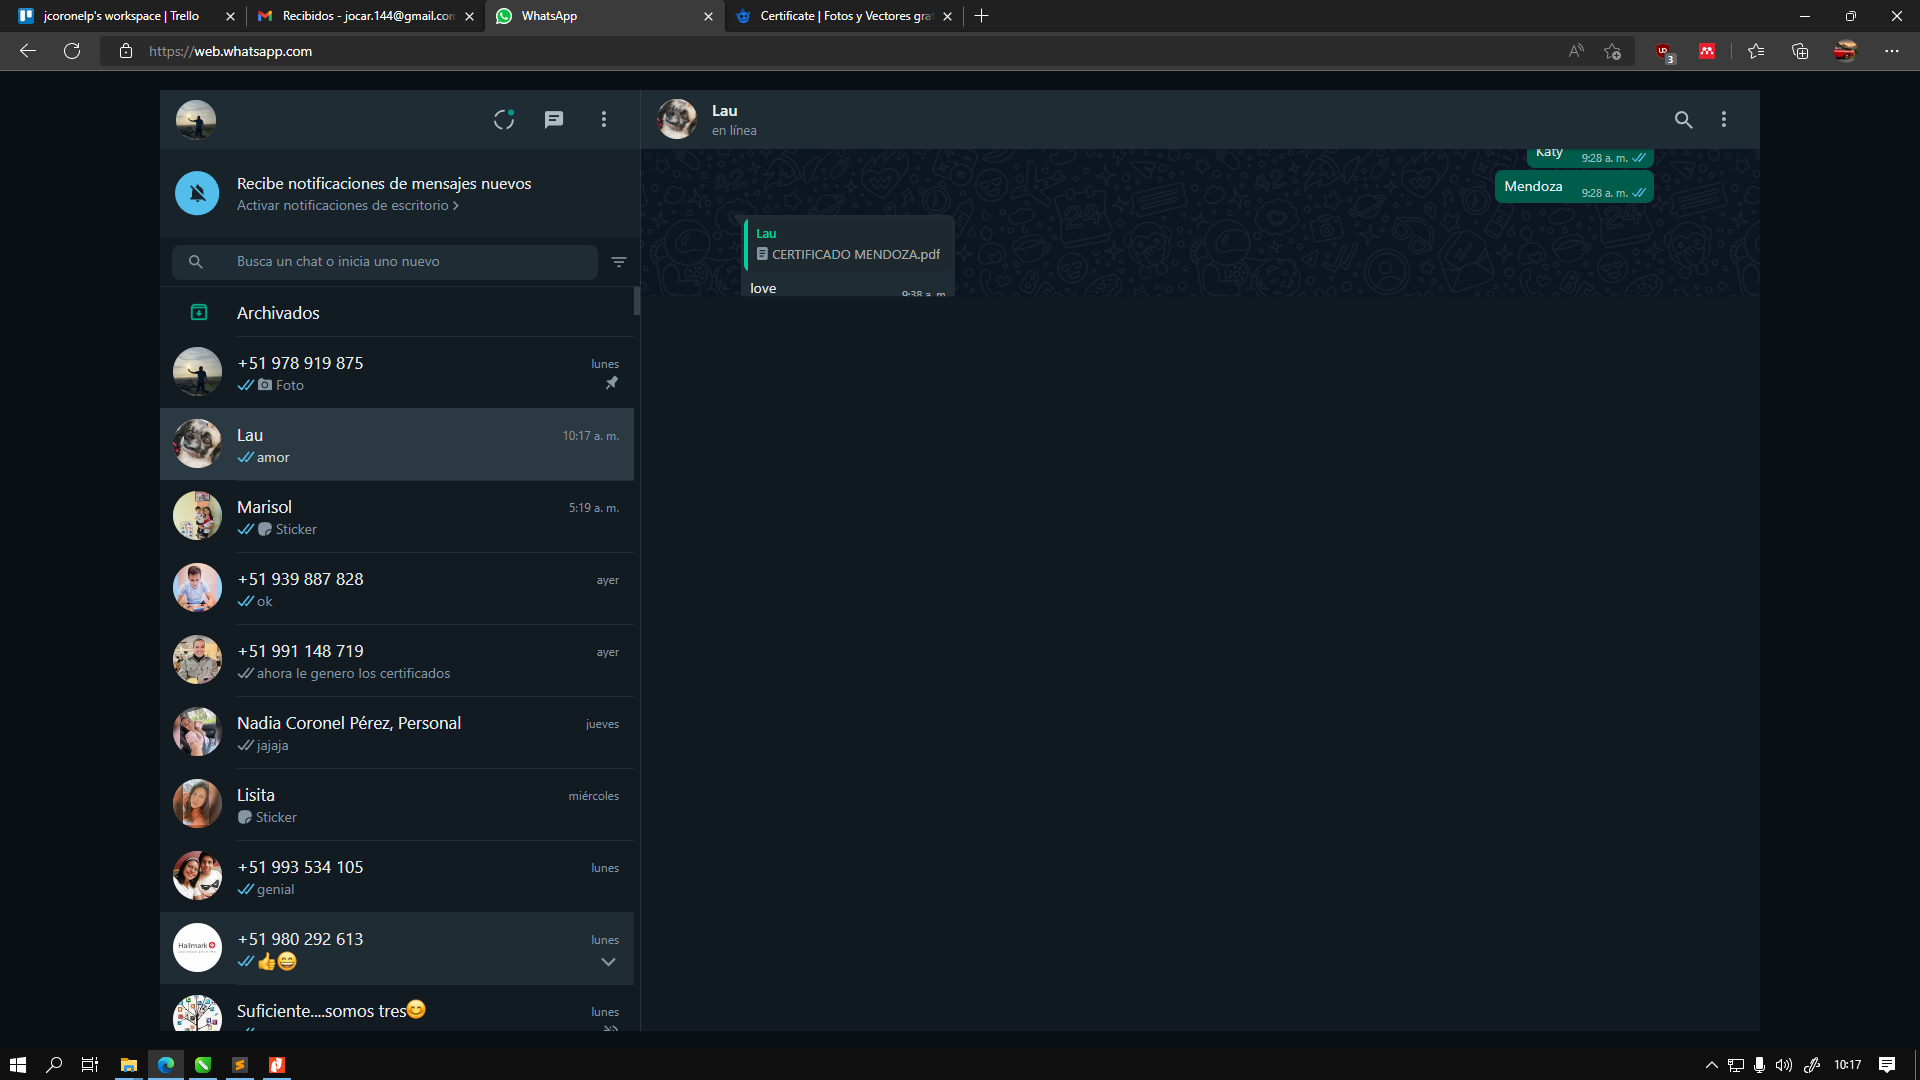 jcoronelp's workspace | Trello
Recibidos - jocar.144@gmail.com
WhatsApp
Certificate | Fotos y Vectores gra
https://web.whatsapp.com
3
Recibe notificaciones de mensajes nuevos
Activar notificaciones de escritorio
Busca un chat o inicia uno nuevo
Archivados
+51 978 919 875
lunes
Foto
Lau
10:17 a. m.
amor
Marisol
5:19 a. m.
Sticker
+51 939 887 828
ayer
ok
+51 991 148 719
ayer
ahora le genero los certificados
Nadia Coronel Pérez, Personal
jueves
jajaja
Lisita
miércoles
Sticker
+51 993 534 105
lunes
genial
Hallmark
+51 980 292 613
lunes
👍😄
Suficiente....somos tres😊
lunes
Lau
en línea
Katy
9:28 a. m.
Mendoza
9:28 a. m.
Lau
CERTIFICADO MENDOZA.pdf
love
9:38 a. m.
10:17